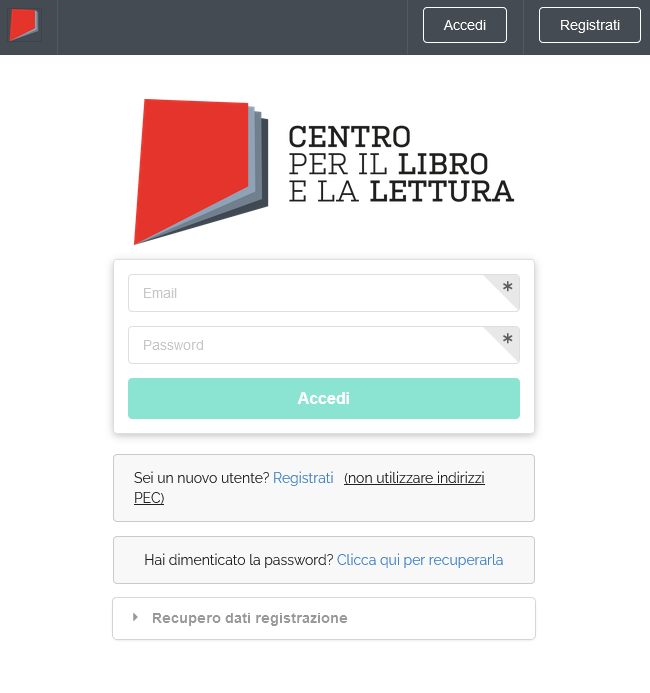 Accedi
Registrati
CENTRO
PER IL LIBRO
E LA LETTURA
Email
Password
Accedi
Sei un nuovo utente? Registrati (non utilizzare indirizzi
PEC)
Hai dimenticato la password? Clicca qui per recuperarla
Recupero dati registrazione